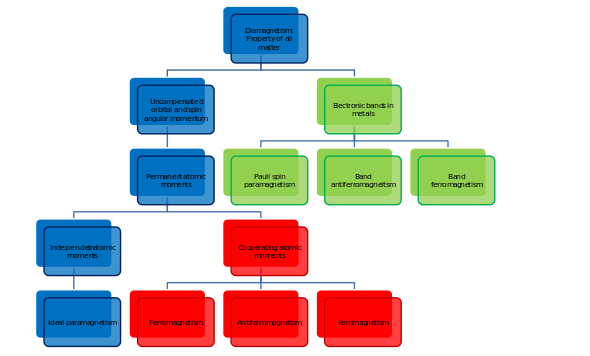 Diamagnetism:
Property of all
matter
Uncompensated
orbital and spin
angular momentum
Electronic bands in
metals
Permanent atomic
moments
Pauli spin
paramagnetism
Band
antiferromagnetism
Band
ferromagnetism
Independent atomic
moments
Cooperating atomic
moments
Ideal paramagnetism
Ferromagnetism
Antiferromagnetism
Ferrimagnetism